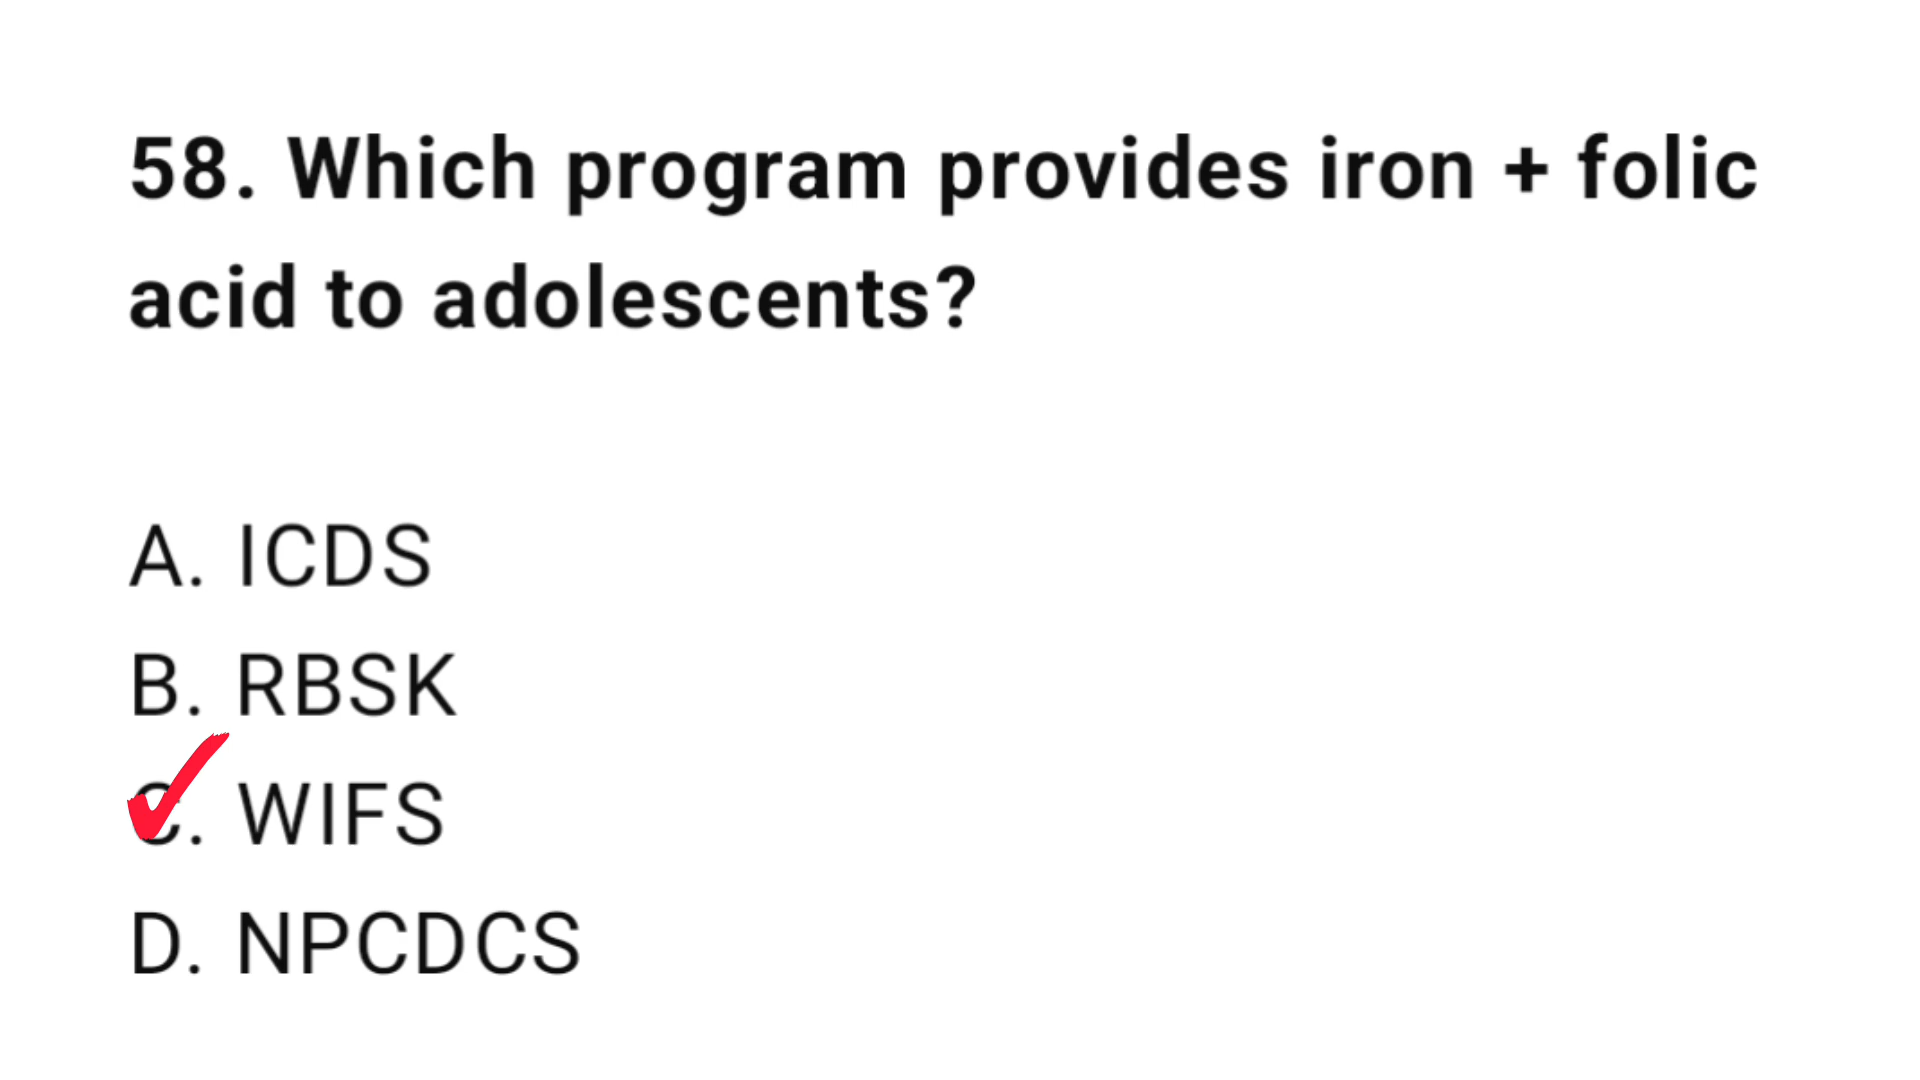 58. Which program provides iron + folic
acid to adolescents?
A. ICDS
B. RBSK
C. WIFS
D. NPCDCS